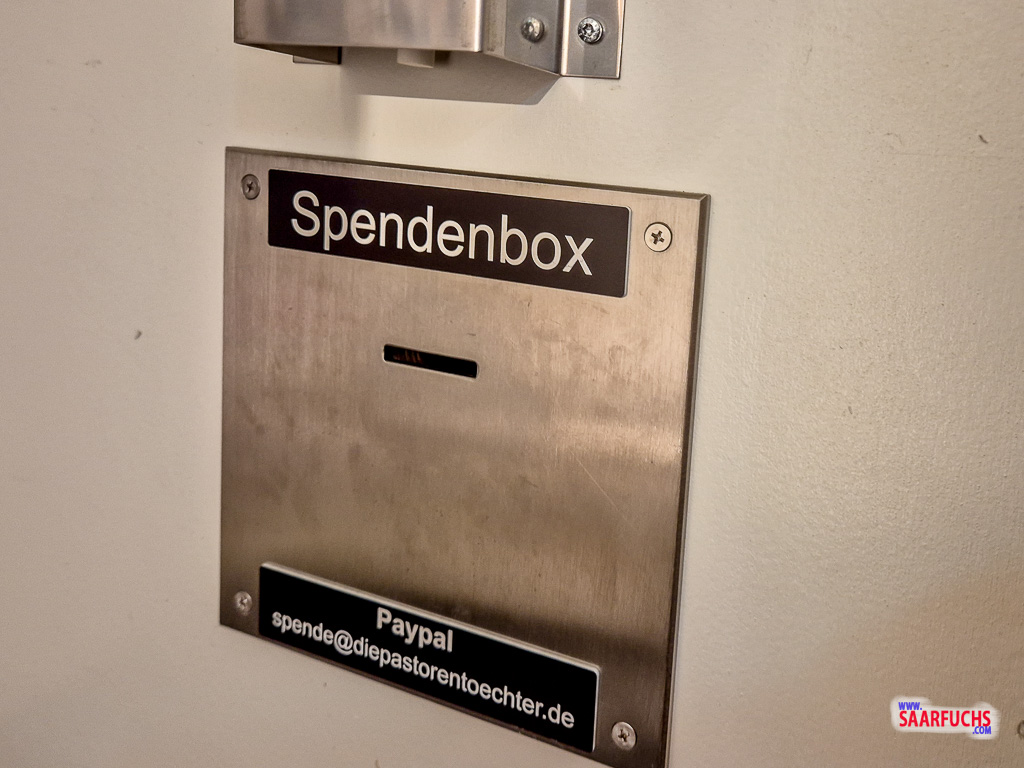 Spendenbox
Paypal
spende@diepastorentoechter.de
WWW.
SAARFUCHS
.COM